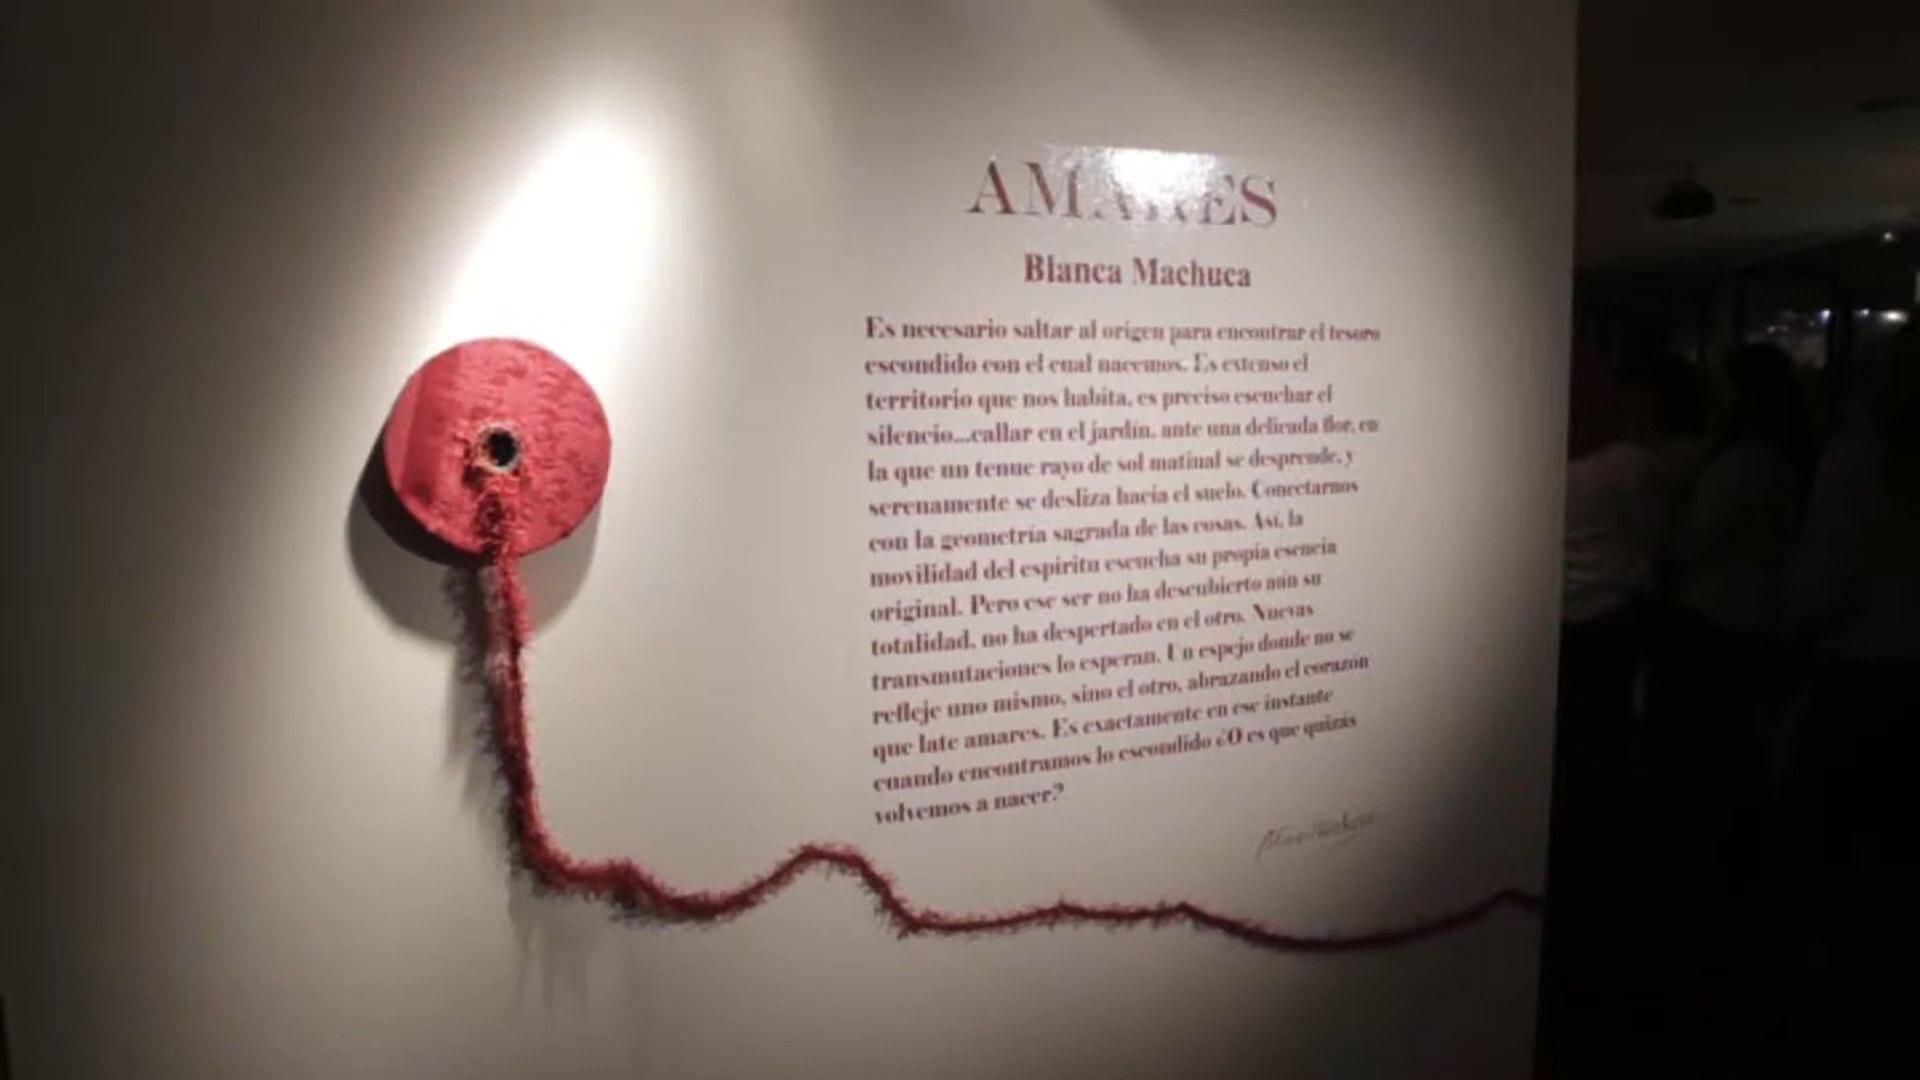 AMARES
Blanca Machuca
Es necesario saltar al origen para encontrar el tesoro
escondido con el cual nacemos. Es extenso el
territorio que nos habita, es preciso escuchar el
silencio...callar en el jardín, ante una delicada flor, en
la que un tenue rayo de sol matinal se desprende, y
serenamente se desliza hacia el suelo. Conectarnos
con la geometría sagrada de las cosas. Así, la
movilidad del espíritu escucha su propia esencia
original. Pero ese ser no ha descubierto aún su
totalidad, no ha despertado en el otro. Nuevas
transmutaciones lo esperan. Un espejo donde no se
refleje uno mismo, sino el otro, abrazando el corazón
que late amares. Es exactamente en ese instante
cuando encontramos lo escondido ¿O es que quizás
volvemos a nacer?